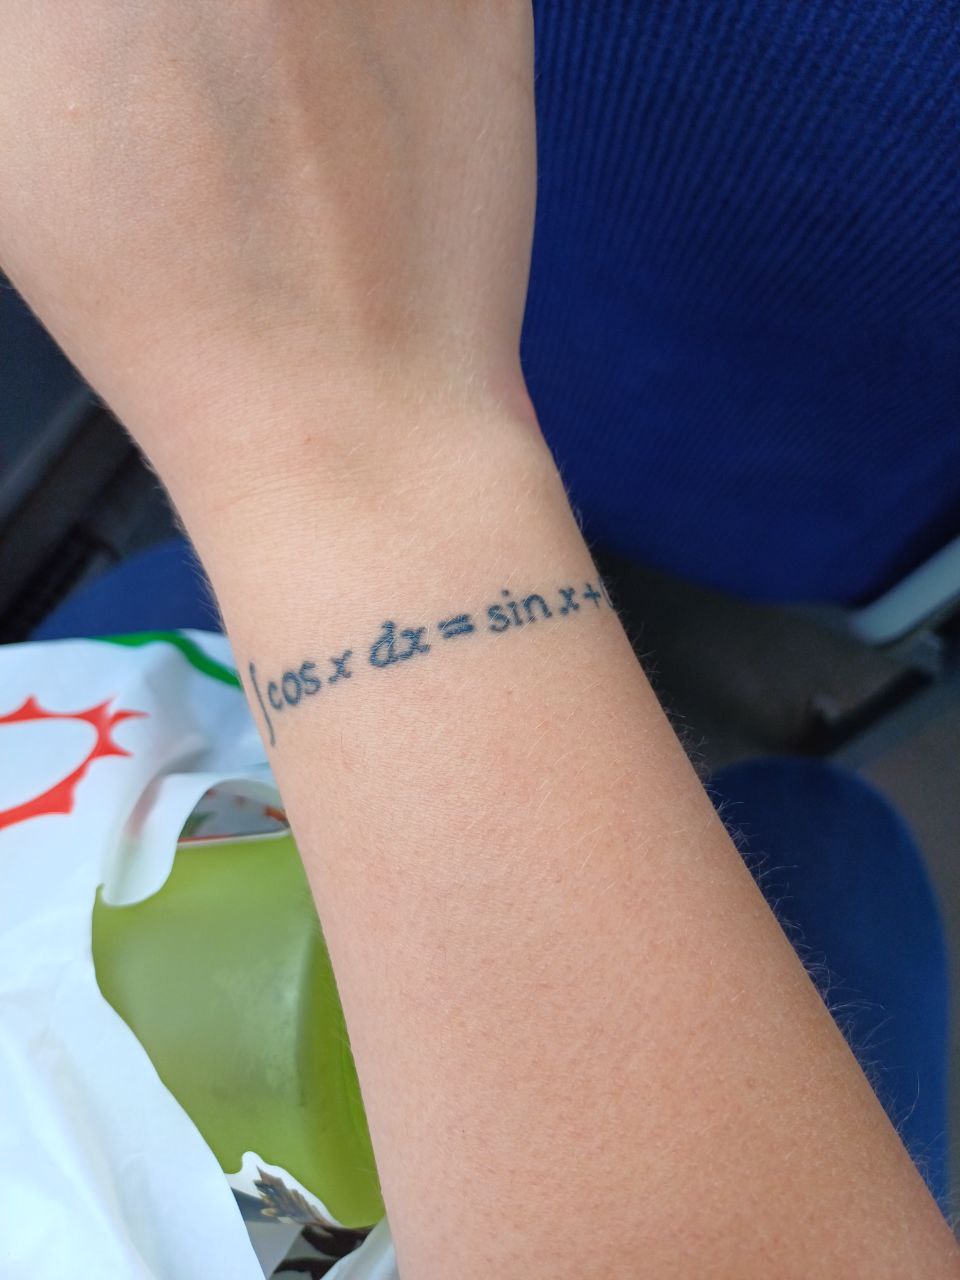 ∫cos x dx = sin x +